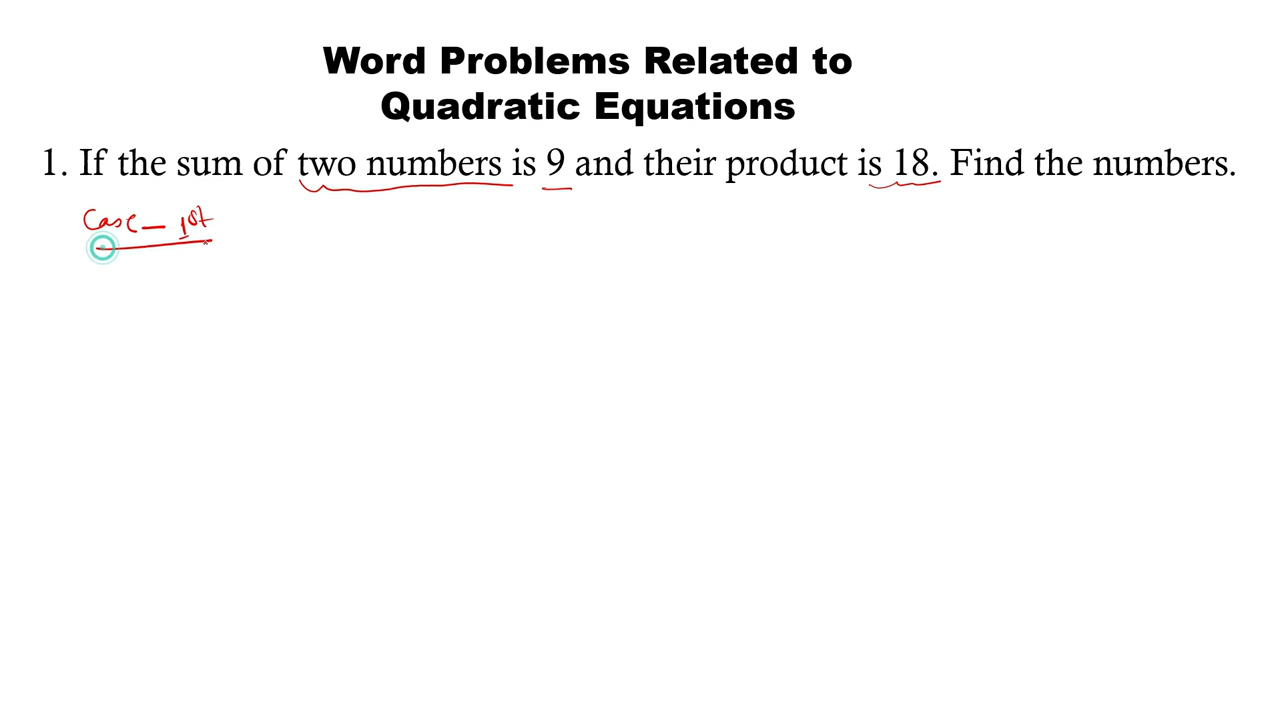 Word Problems Related to
Quadratic Equations
1. If the sum of two numbers is 9 and their product is 18. Find the numbers.
Case - 1st